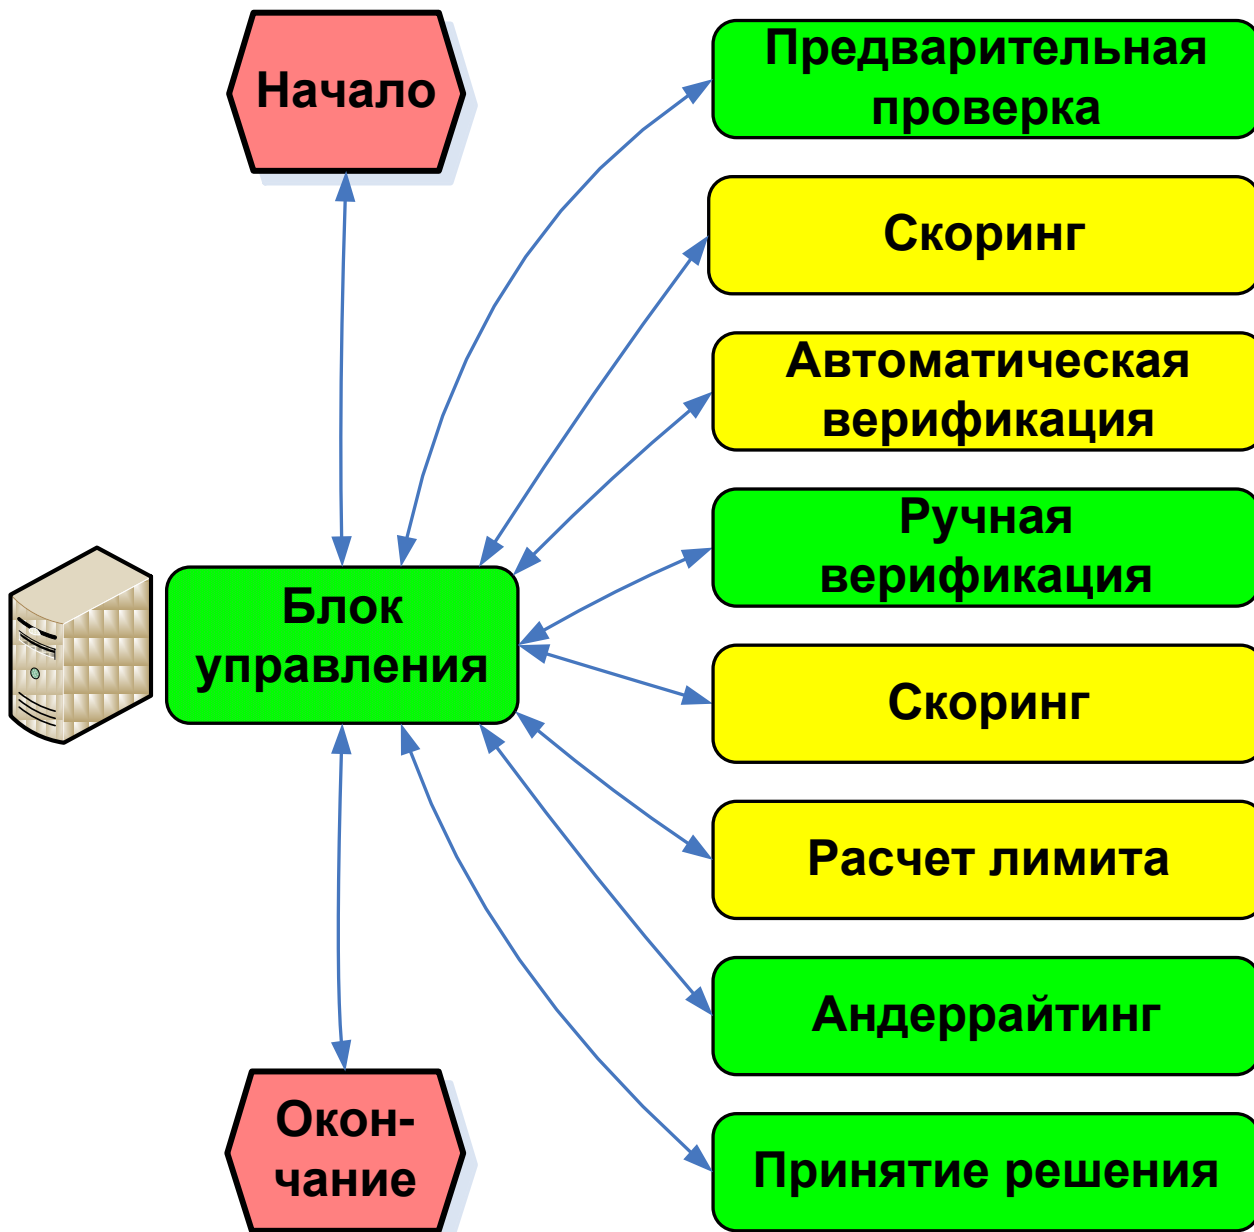 Начало
Предварительная
проверка
Скоринг
Автоматическая
верификация
Ручная
верификация
Блок
управления
Скоринг
Расчет лимита
Андеррайтинг
Окон-
чание
Принятие решения